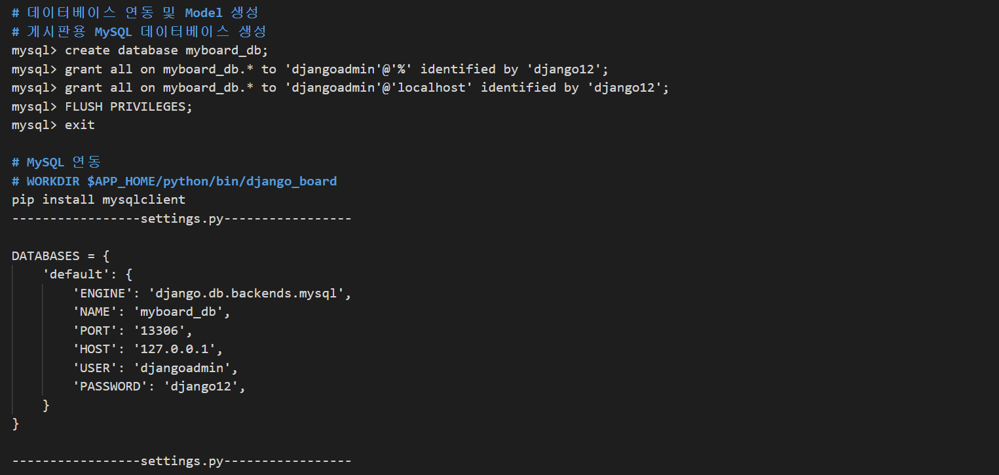 # 데이터베이스 연동 및 Model 생성
# 게시판용 MySQL 데이터베이스 생성
mysql> create database myboard_db;
mysql> grant all on myboard_db.* to 'djangoadmin'@'%' identified by 'django12';
mysql> grant all on myboard_db.* to 'djangoadmin'@'localhost' identified by 'django12';
mysql> FLUSH PRIVILEGES;
mysql> exit
# MySQL 연동
# WORKDIR $APP_HOME/python/bin/django_board
pip install mysqlclient
-----------------settings.py-----------------
DATABASES = {
    'default': {
        'ENGINE': 'django.db.backends.mysql',
        'NAME': 'myboard_db',
        'PORT': '13306',
        'HOST': '127.0.0.1',
        'USER': 'djangoadmin',
        'PASSWORD': 'django12',
    }
}
-----------------settings.py-----------------